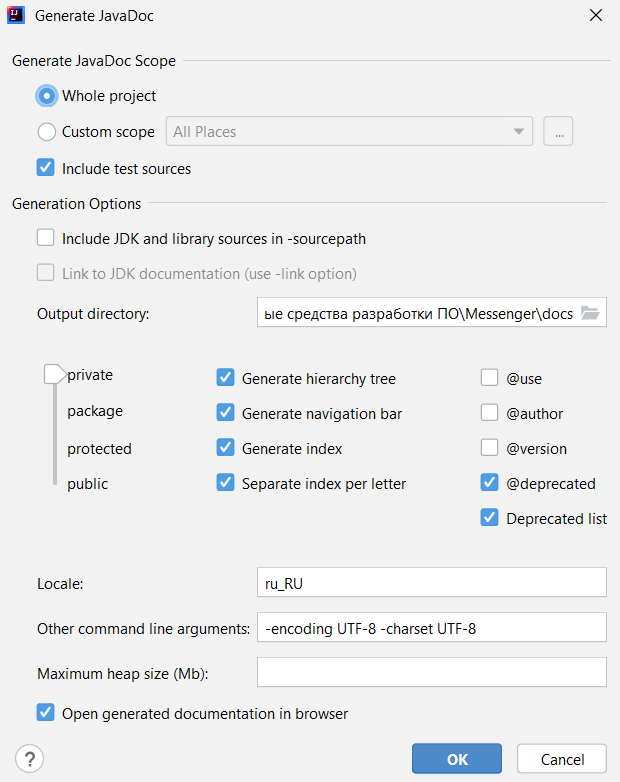 Generate JavaDoc
Generate JavaDoc Scope
Whole project
Custom scope All Places ...
Include test sources
Generation Options
Include JDK and library sources in -sourcepath
Link to JDK documentation (use -link option)
Output directory: ые средства разработки ПО\Messenger\docs
private Generate hierarchy tree @use
package Generate navigation bar @author
protected Generate index @version
public Separate index per letter @deprecated
Deprecated list
Locale: ru_RU
Other command line arguments: -encoding UTF-8 -charset UTF-8
Maximum heap size (Mb):
Open generated documentation in browser
? OK Cancel